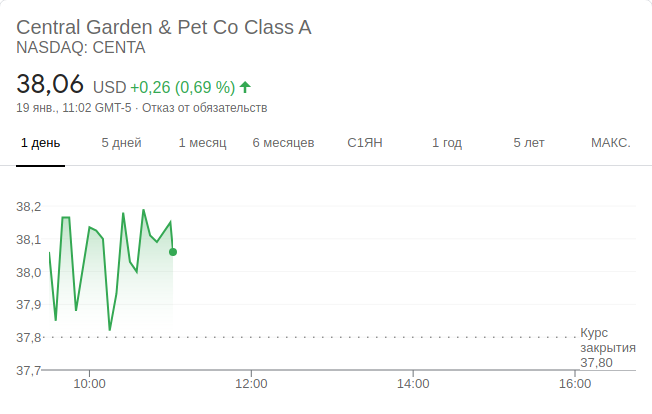 Central Garden & Pet Co Class A
NASDAQ: CENTA
38,06 USD +0,26 (0,69 %)
19 янв., 11:02 GMT-5 · Отказ от обязательств
1 день 5 дней 1 месяц 6 месяцев С1ЯН 1 год 5 лет МАКС.
38,2
38,1
38,0
37,9
37,8
37,7
Курс
закрытия
37,80
10:00 12:00 14:00 16:00